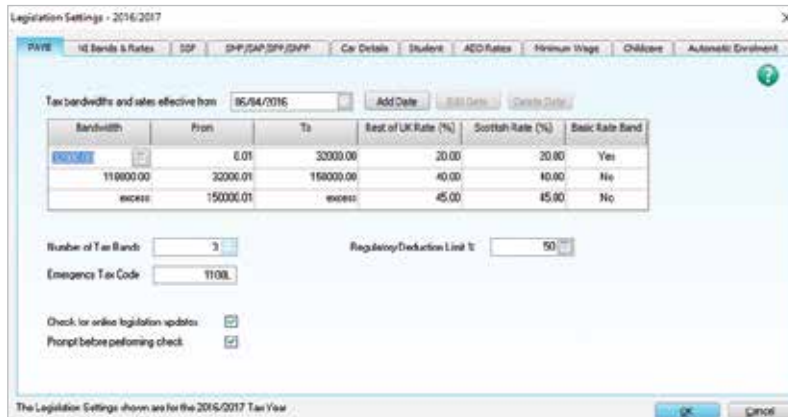 Legislation Settings - 2016/2017
PAYE NI Bands & Rates SSP SMP/SAP/SPP/ShPP Car Details Student AEO Rates Minimum Wage Childcare Automatic Enrolment
Tax bandwidths and rates effective from 06/04/2016 Add Date Edit Date Delete Date
Bandwidth From To Rest of UK Rate (%) Scottish Rate (%) Basic Rate Band
32000.00 0.01 32000.00 20.00 20.00 Yes
118000.00 32000.01 150000.00 40.00 40.00 No
excess 150000.01 excess 45.00 45.00 No
Number of Tax Bands 3 Regulatory Deduction Limit % 50
Emergency Tax Code 1100L
Check for online legislation updates
Prompt before performing check
The Legislation Settings shown are for the 2016/2017 Tax Year
OK Cancel